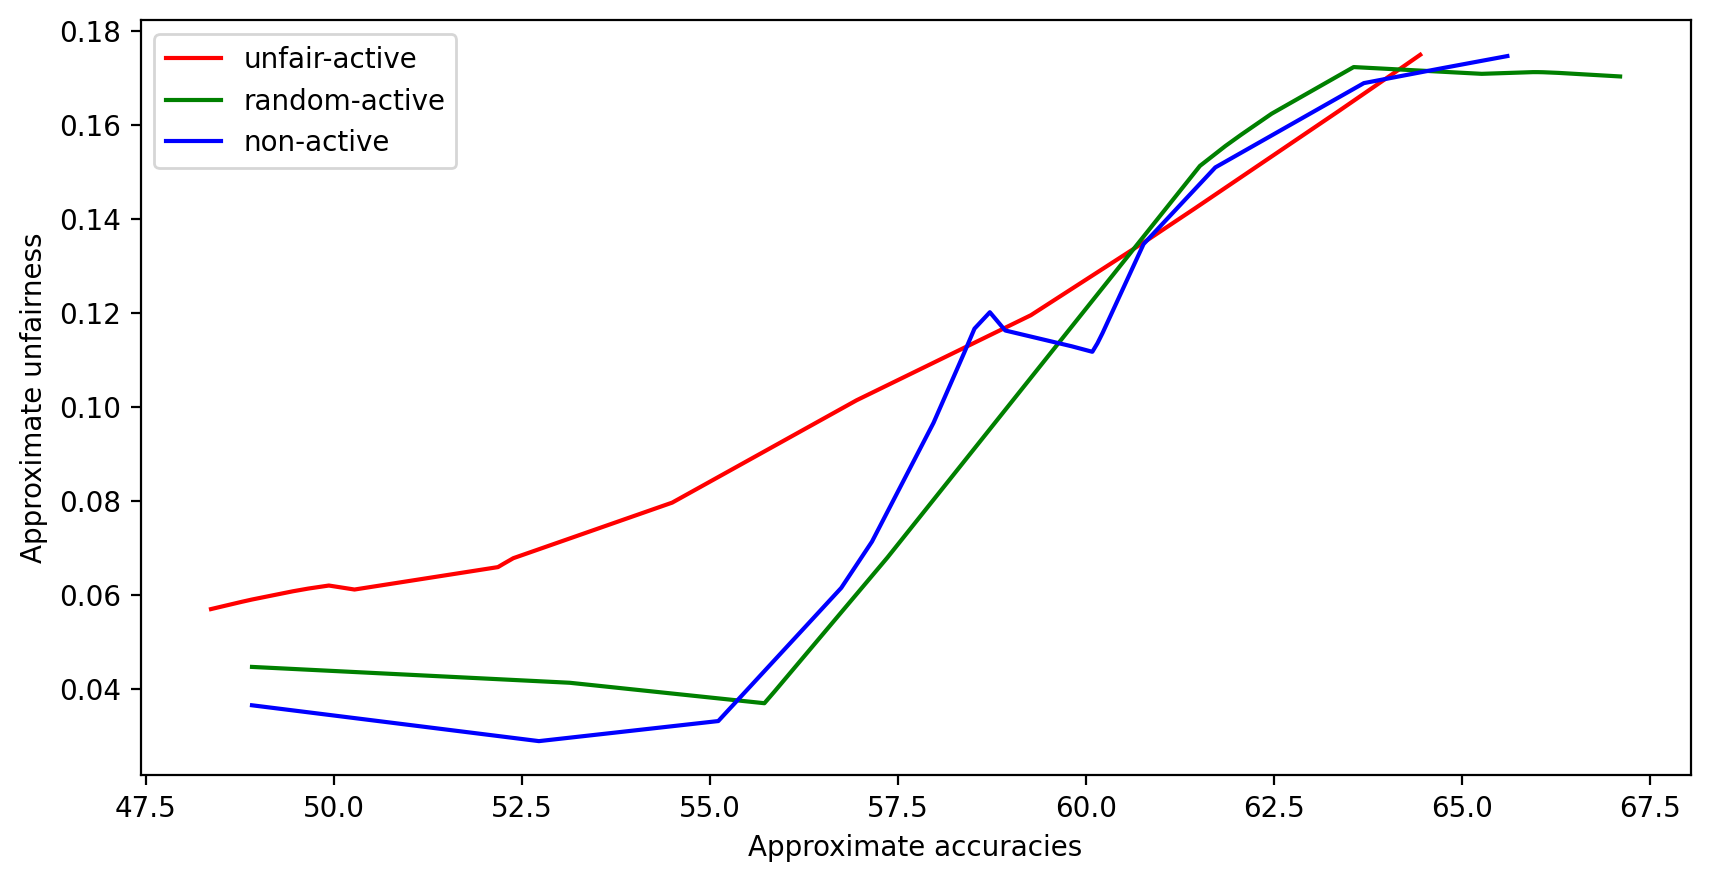 unfair-active
random-active
non-active
0.18
0.16
0.14
0.12
0.10
0.08
0.06
0.04
Approximate unfairness
47.5 50.0 52.5 55.0 57.5 60.0 62.5 65.0 67.5
Approximate accuracies